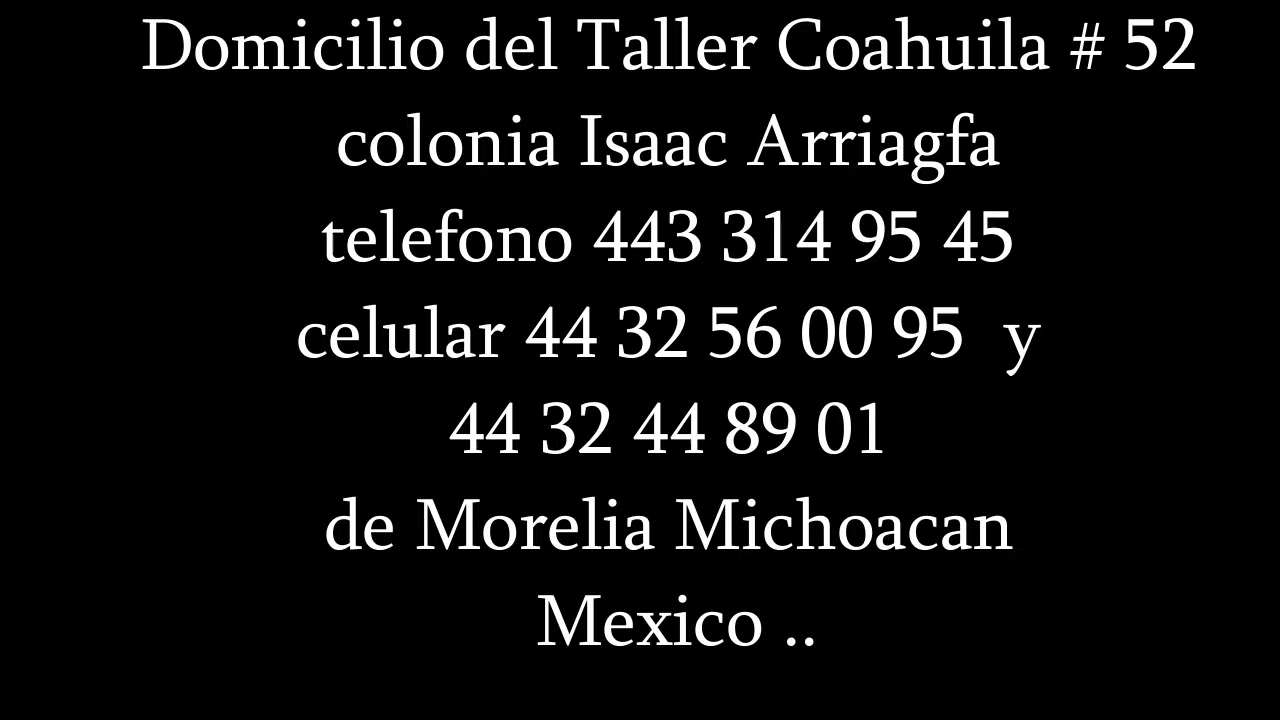 Domicilio del Taller Coahuila # 52
colonia Isaac Arriagfa
telefono 443 314 95 45
celular 44 32 56 00 95  y
44 32 44 89 01
de Morelia Michoacan
Mexico ..